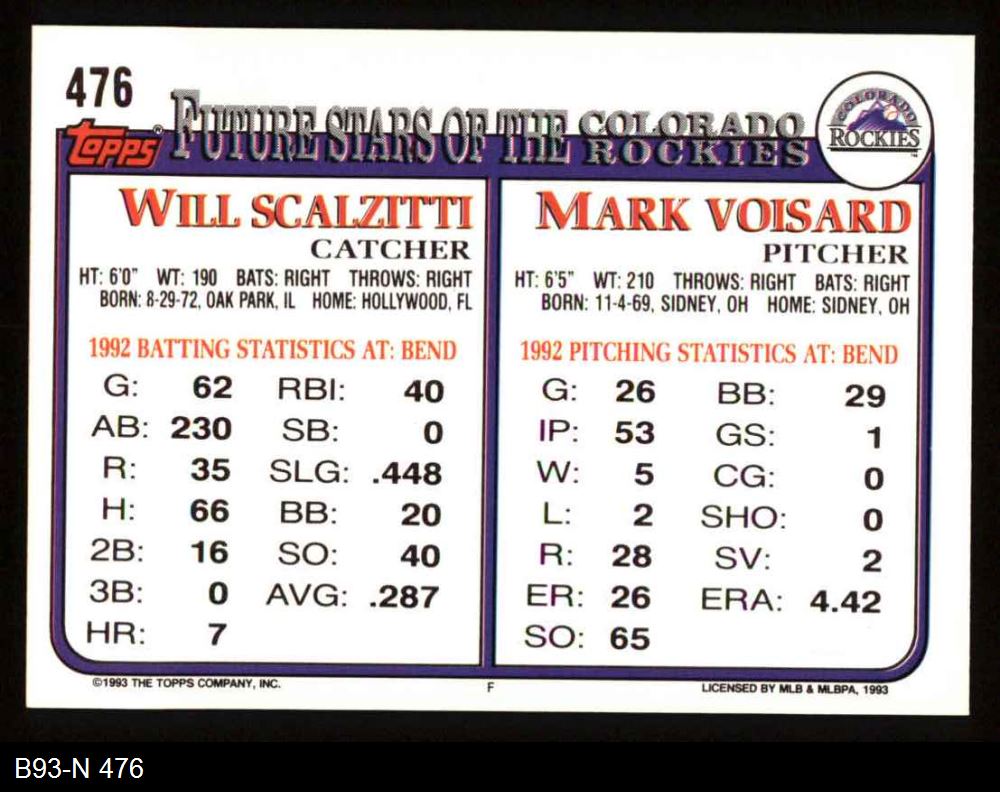 476
Topps® FUTURE STARS OF THE COLORADO ROCKIES
COLORADO ROCKIES ™
WILL SCALZITTI
CATCHER
HT: 6'0" WT: 190 BATS: RIGHT THROWS: RIGHT
BORN: 8-29-72, OAK PARK, IL HOME: HOLLYWOOD, FL
1992 BATTING STATISTICS AT: BEND
G: 62 RBI: 40
AB: 230 SB: 0
R: 35 SLG: .448
H: 66 BB: 20
2B: 16 SO: 40
3B: 0 AVG: .287
HR: 7
MARK VOISARD
PITCHER
HT: 6'5" WT: 210 THROWS: RIGHT BATS: RIGHT
BORN: 11-4-69, SIDNEY, OH HOME: SIDNEY, OH
1992 PITCHING STATISTICS AT: BEND
G: 26 BB: 29
IP: 53 GS: 1
W: 5 CG: 0
L: 2 SHO: 0
R: 28 SV: 2
ER: 26 ERA: 4.42
SO: 65
©1993 THE TOPPS COMPANY, INC. F LICENSED BY MLB & MLBPA, 1993
B93-N 476